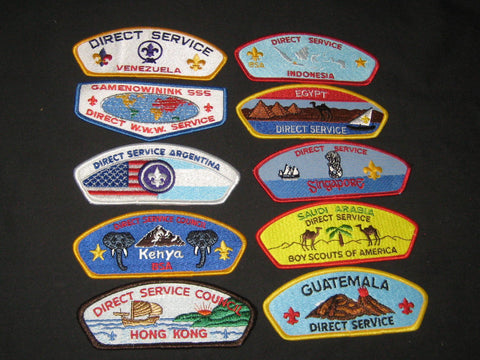 DIRECT SERVICE
VENEZUELA
GAMENOWININK 555
DIRECT W.W.W. SERVICE
DIRECT SERVICE ARGENTINA
DIRECT SERVICE COUNCIL
Kenya
BSA
DIRECT SERVICE COUNCIL
HONG KONG
DIRECT SERVICE
BSA
INDONESIA
EGYPT
DIRECT SERVICE
DIRECT SERVICE
Singapore
SAUDI ARABIA
DIRECT SERVICE
BOY SCOUTS OF AMERICA
GUATEMALA
DIRECT SERVICE